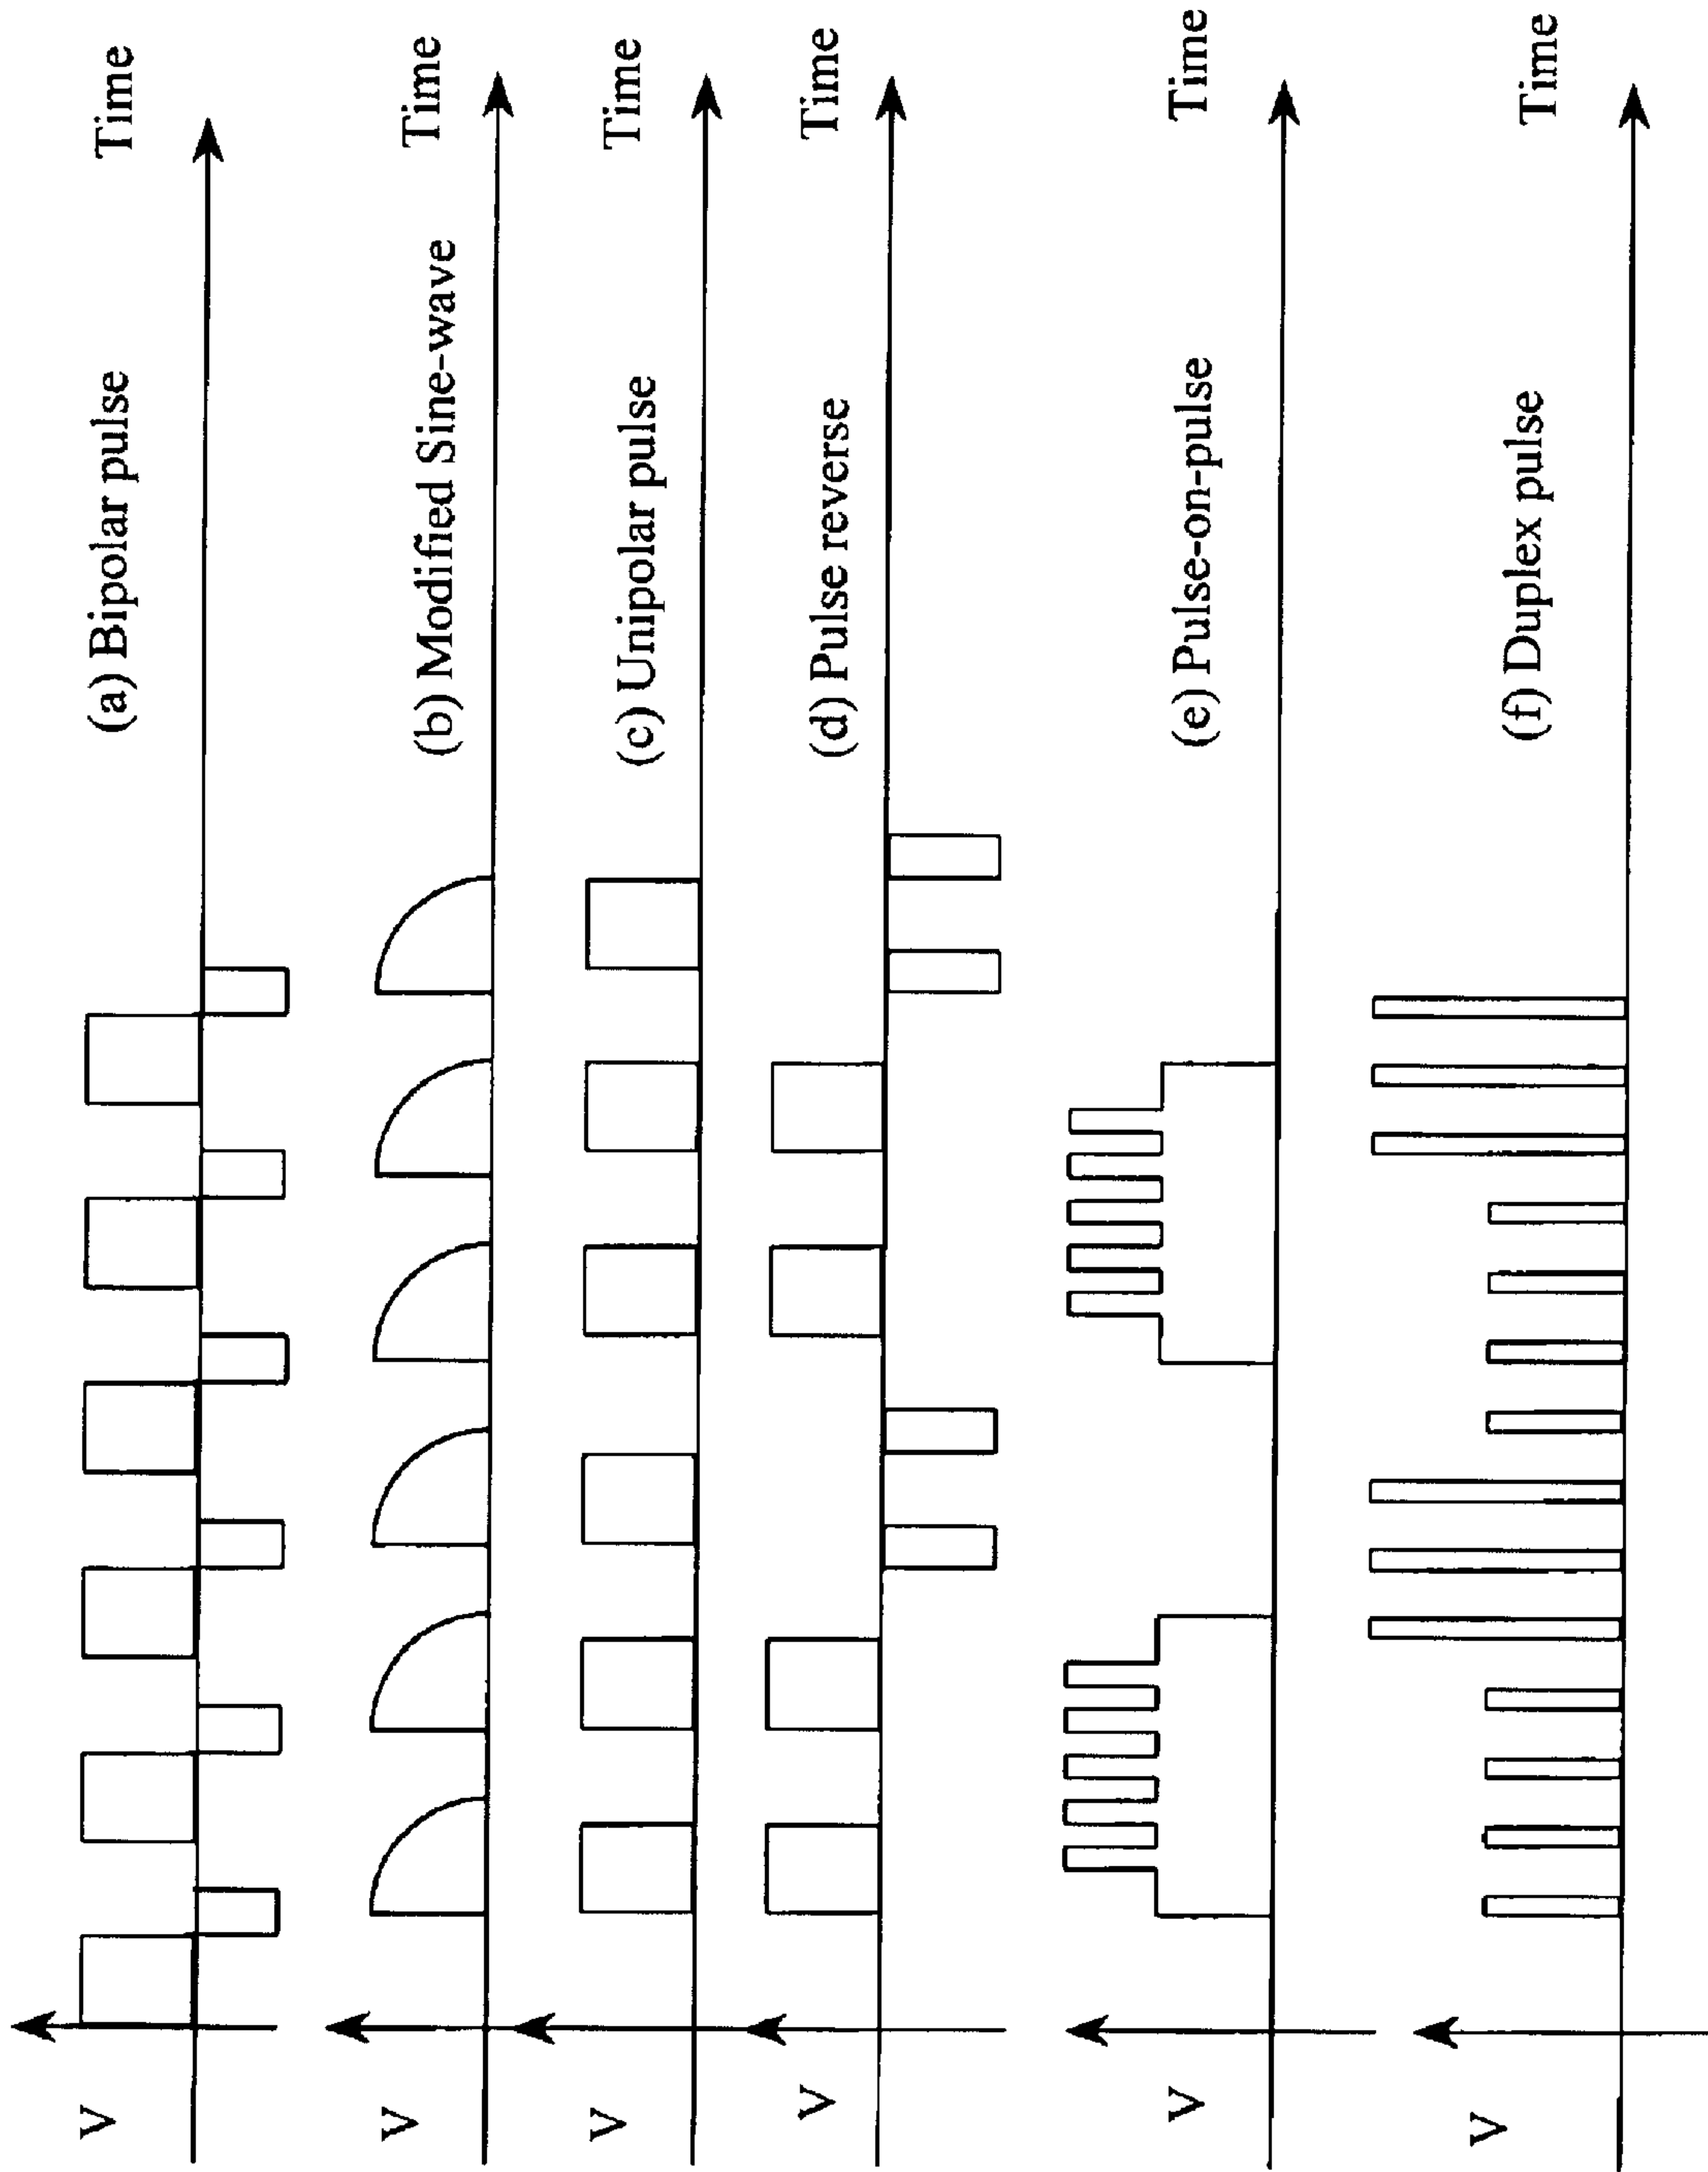 V
(a) Bipolar pulse
Time
V
(b) Modified Sine-wave
Time
V
(c) Unipolar pulse
Time
V
(d) Pulse reverse
Time
V
(e) Pulse-on-pulse
Time
V
(f) Duplex pulse
Time